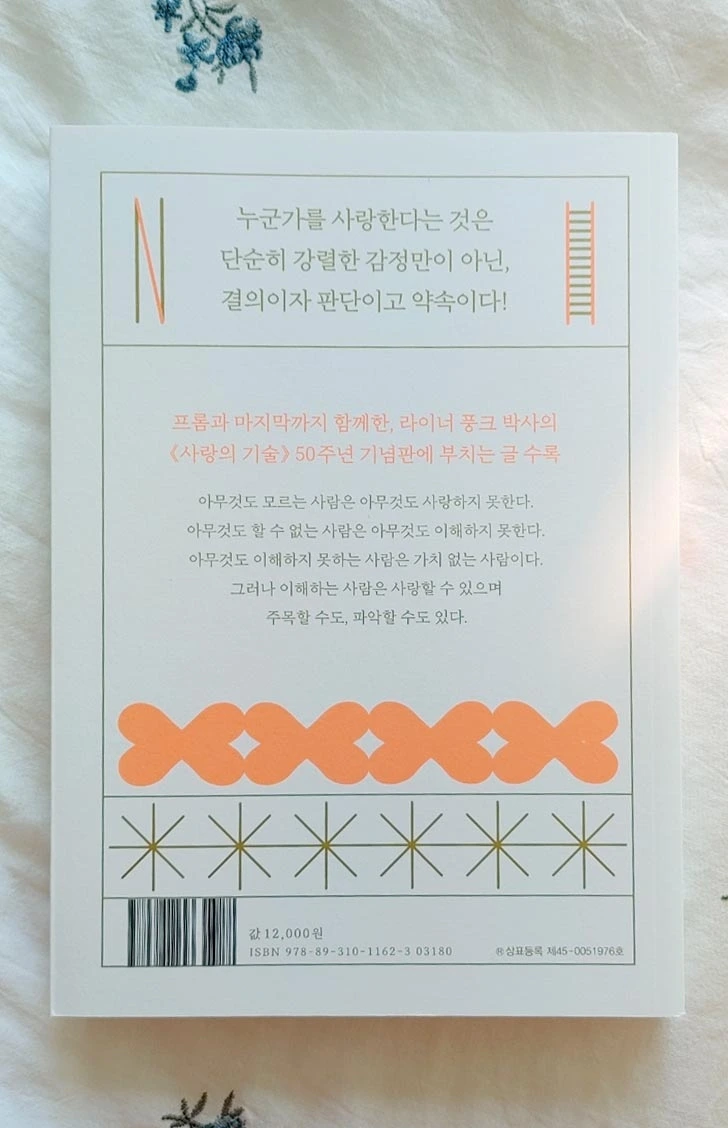 누군가를 사랑한다는 것은
단순히 강렬한 감정만이 아닌,
결의이자 판단이고 약속이다!
프롬과 마지막까지 함께한, 라이너 풍크 박사의
《사랑의 기술》 50주년 기념판에 부치는 글 수록
아무것도 모르는 사람은 아무것도 사랑하지 못한다.
아무것도 할 수 없는 사람은 아무것도 이해하지 못한다.
아무것도 이해하지 못하는 사람은 가치 없는 사람이다.
그러나 이해하는 사람은 사랑할 수 있으며
주목할 수도, 파악할 수도 있다.
값 12,000원
ISBN 978-89-310-1162-3 03180
㊕상표등록 제45-0051976호